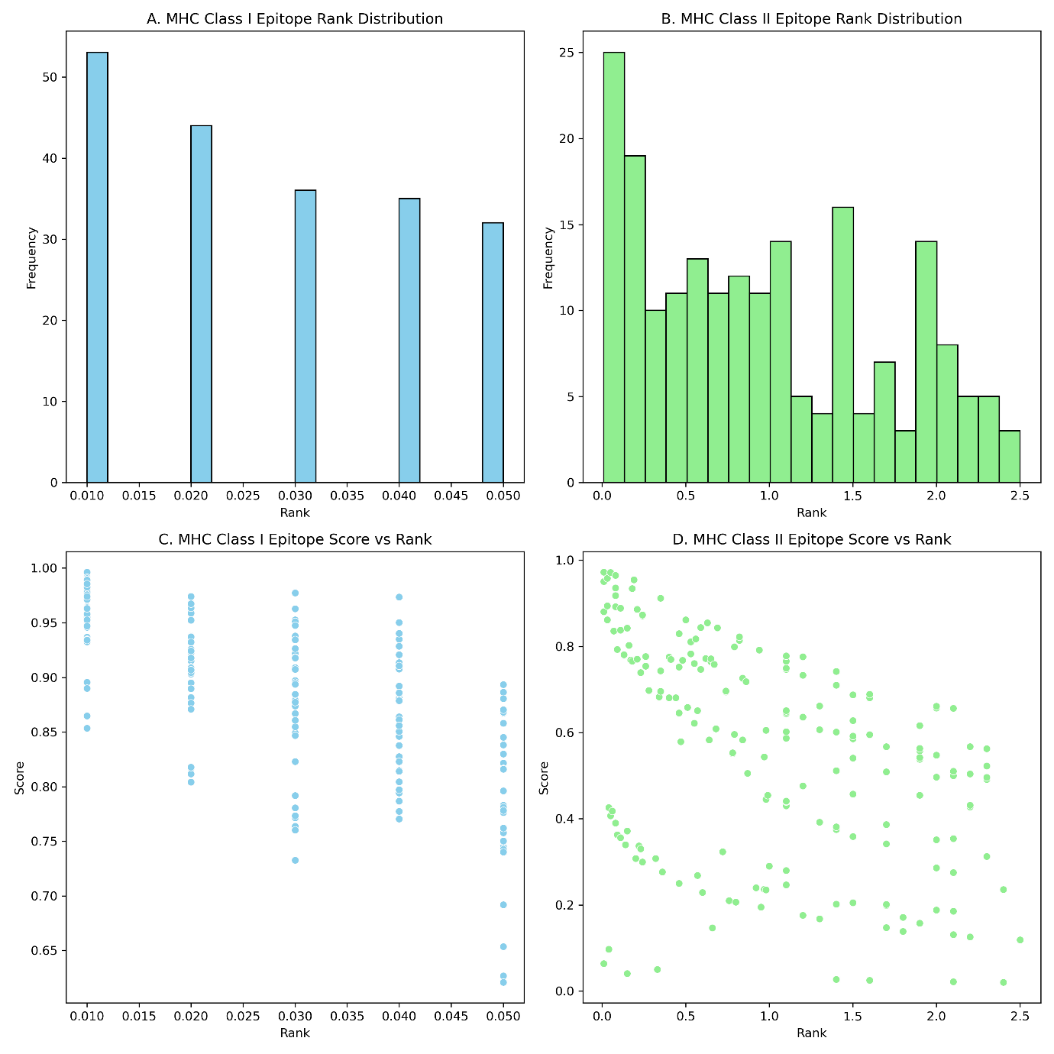 A. MHC Class I Epitope Rank Distribution
Frequency
50
40
30
20
10
0
0.010 0.015 0.020 0.025 0.030 0.035 0.040 0.045 0.050
Rank
B. MHC Class II Epitope Rank Distribution
Frequency
25
20
15
10
5
0
0.0 0.5 1.0 1.5 2.0 2.5
Rank
C. MHC Class I Epitope Score vs Rank
Score
1.00
0.95
0.90
0.85
0.80
0.75
0.70
0.65
0.010 0.015 0.020 0.025 0.030 0.035 0.040 0.045 0.050
Rank
D. MHC Class II Epitope Score vs Rank
Score
1.0
0.8
0.6
0.4
0.2
0.0
0.0 0.5 1.0 1.5 2.0 2.5
Rank